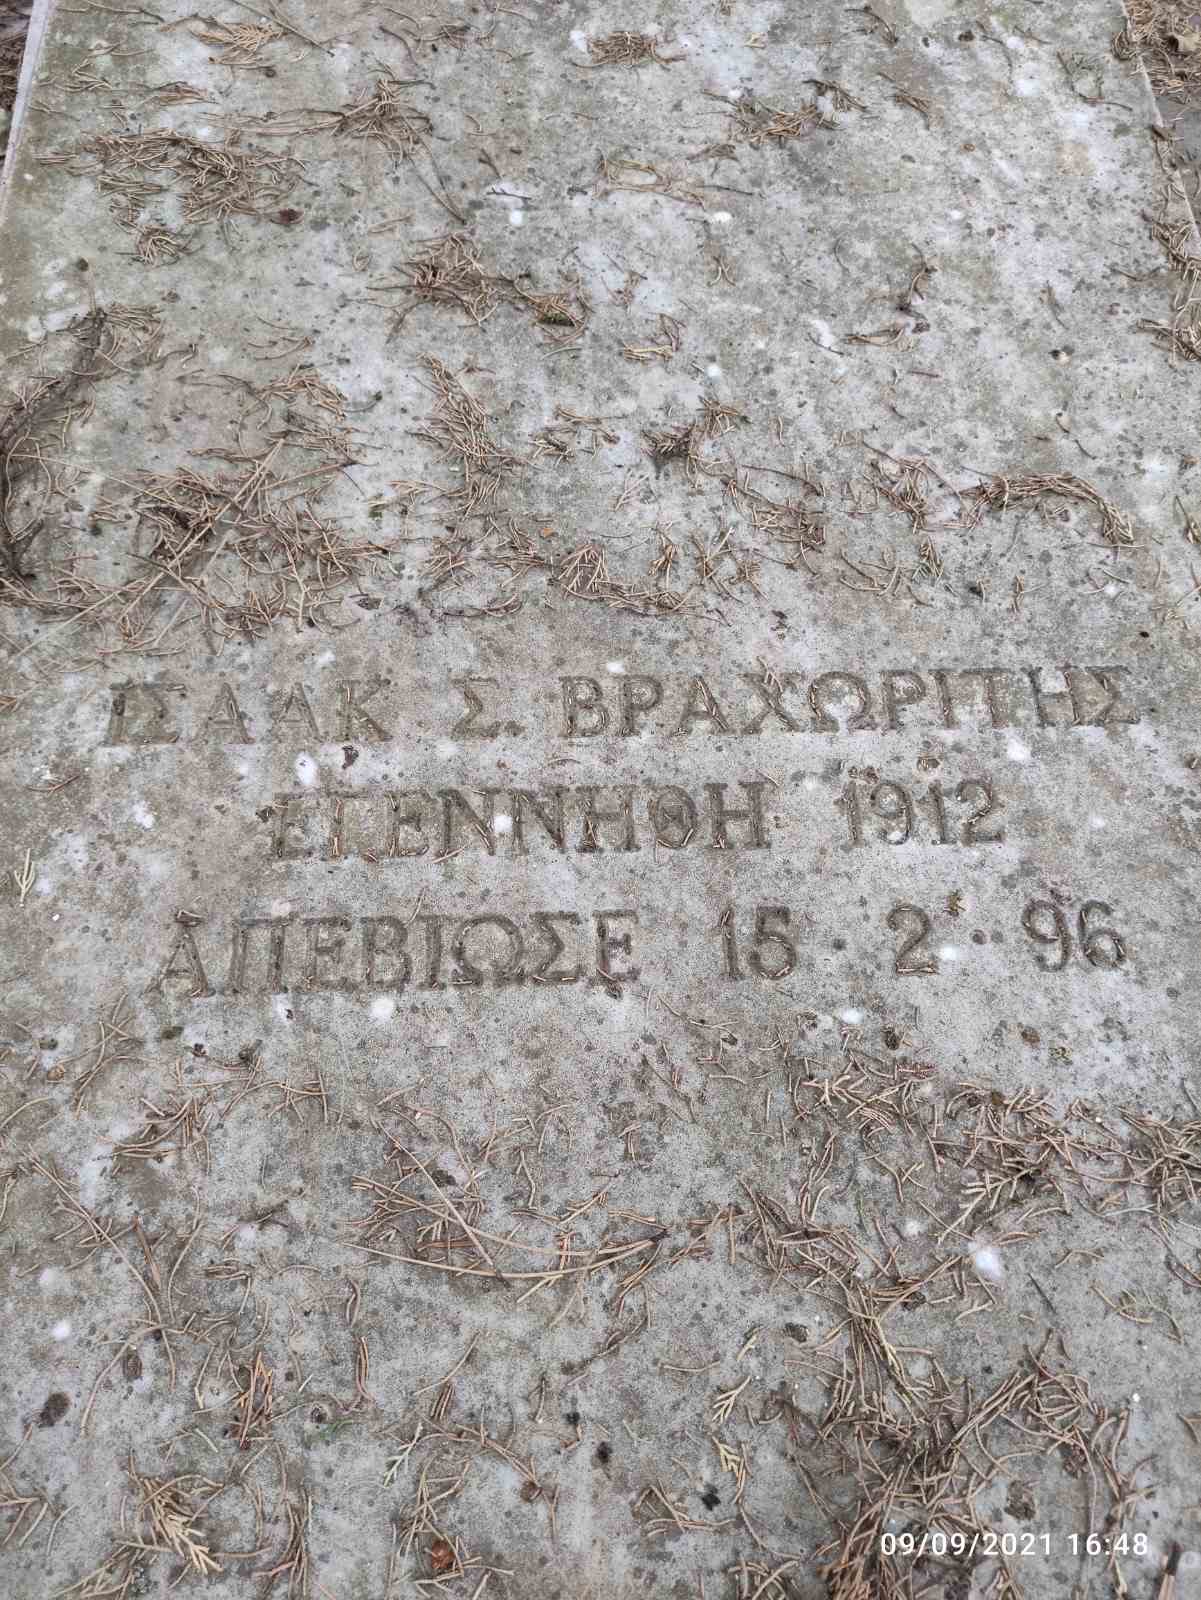 ΙΣΑΑΚ Σ. ΒΡΑΧΩΡΙΤΗΣ
ΕΓΕΝΝΗΘΗ 1912
ΑΠΕΒΙΩΣΕ 15 · 2 · 96
09/09/2021 16:48